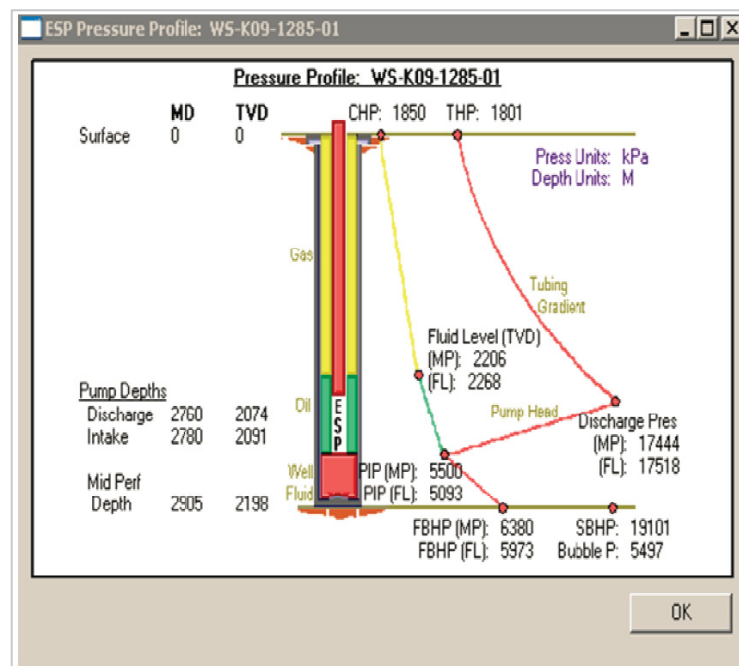 ESP Pressure Profile: WS-K09-1285-01
Pressure Profile: WS-K09-1285-01
MD TVD CHP: 1850 THP: 1801
Surface 0 0
Press Units: kPa
Depth Units: M
Gas
Tubing
Gradient
Fluid Level (TVD)
(MP): 2206
(FL): 2268
Pump Depths
Discharge 2760 2074
Intake 2780 2091
Oil
ESP
Pump Head
Discharge Pres
(MP): 17444
(FL): 17518
Mid Perf
Depth 2905 2198
Well
Fluid
PIP (MP): 5500
PIP (FL): 5093
FBHP (MP): 6380 SBHP: 19101
FBHP (FL): 5973 Bubble P: 5497
OK